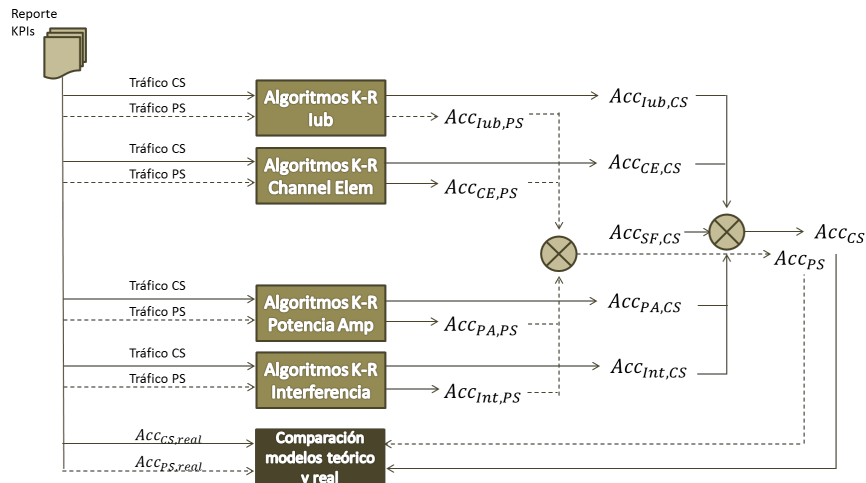 Reporte
KPIs
Tráfico CS
Tráfico PS
Algoritmos K-R
Iub
Acc_{Iub,PS}
Acc_{Iub,CS}
Tráfico CS
Tráfico PS
Algoritmos K-R
Channel Elem
Acc_{CE,PS}
Acc_{CE,CS}
Acc_{SF,CS}
Acc_{CS}
Acc_{PS}
Tráfico CS
Tráfico PS
Algoritmos K-R
Potencia Amp
Acc_{PA,PS}
Acc_{PA,CS}
Tráfico CS
Tráfico PS
Algoritmos K-R
Interferencia
Acc_{Int,PS}
Acc_{Int,CS}
Acc_{CS,real}
Acc_{PS,real}
Comparación
modelos teórico
y real